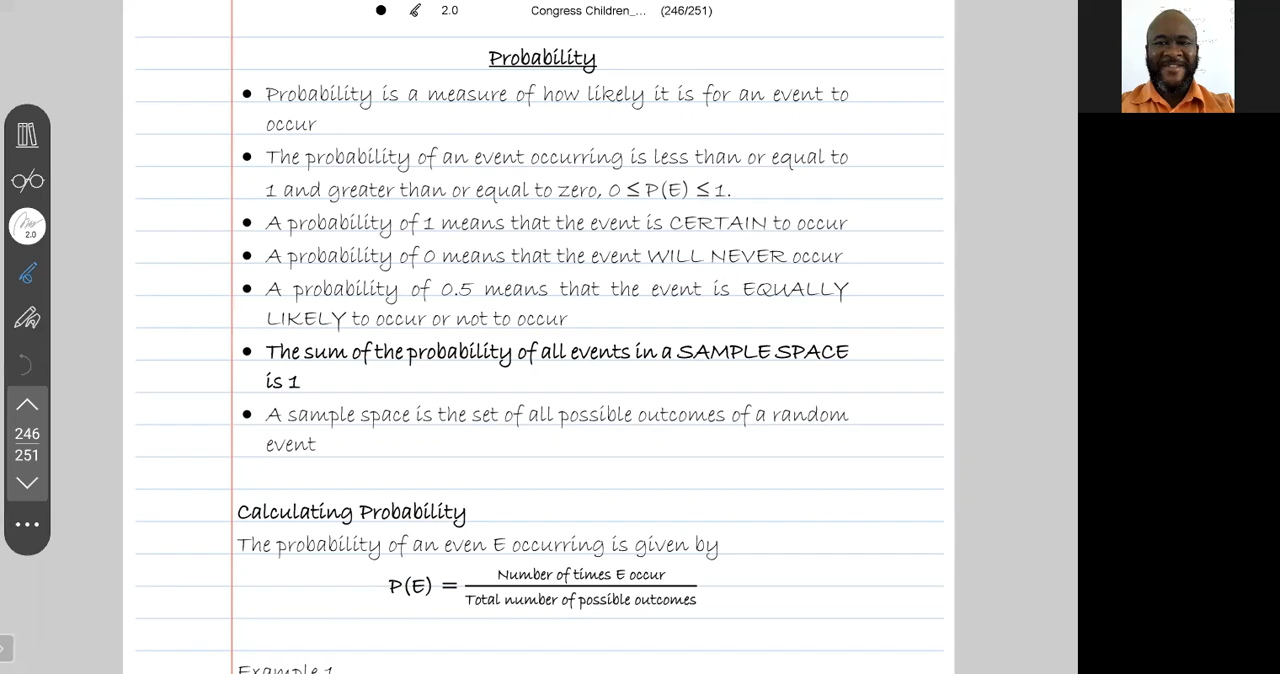 2.0 Congress Children_... (246/251)
Probability
• Probability is a measure of how likely it is for an event to
occur
• The probability of an event occurring is less than or equal to
1 and greater than or equal to zero, 0 ≤ P(E) ≤ 1.
• A probability of 1 means that the event is CERTAIN to occur
• A probability of 0 means that the event WILL NEVER occur
• A probability of 0.5 means that the event is EQUALLY
LIKELY to occur or not to occur
• The sum of the probability of all events in a SAMPLE SPACE
is 1
• A sample space is the set of all possible outcomes of a random
event
Calculating Probability
The probability of an even E occurring is given by
P(E) = Number of times E occur
Total number of possible outcomes
Example 1
2.0
246
251